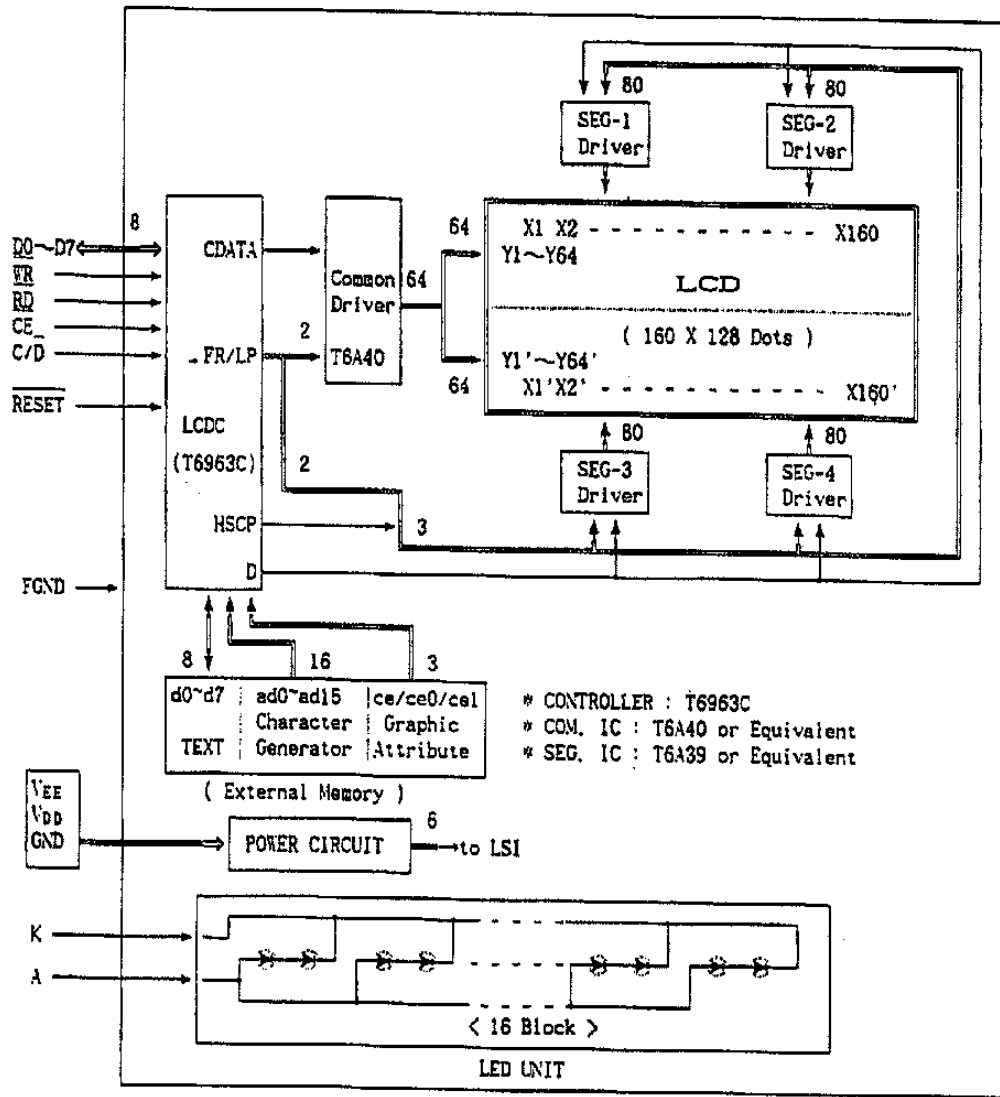 80
80
SEG-1
Driver
SEG-2
Driver
8
D0~D7
WR
RD
CE
C/D
RESET
FGND
CDATA
FR/LP
LCDC
(T6963C)
HSCP
D
Common
Driver
T6A40
2
2
3
64
64
64
X1 X2 - - - - - - - - - - - X160
Y1~Y64
LCD
( 160 X 128 Dots )
Y1'~Y64'
X1'X2' - - - - - - - - - - - X160'
80
80
SEG-3
Driver
SEG-4
Driver
8
16
3
d0~d7
ad0~ad15
ce/ce0/ce1
Character
Graphic
TEXT
Generator
Attribute
( External Memory )
* CONTROLLER : T6963C
* COM. IC : T6A40 or Equivalent
* SEG. IC : T6A39 or Equivalent
VEE
VDD
GND
POWER CIRCUIT
6
to LSI
K
A
< 16 Block >
LED UNIT